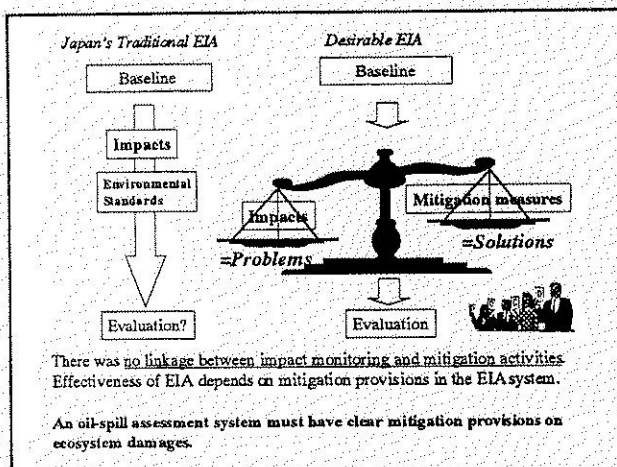 Japan's Traditional EIA
Desirable EIA
Baseline
Baseline
Impacts
Environmental
Standards
Impacts
=Problems
Mitigation measures
=Solutions
Evaluation?
Evaluation
There was no linkage between impact monitoring and mitigation activities
Effectiveness of EIA depends on mitigation provisions in the EIA system.
An oil-spill assessment system must have clear mitigation provisions on
ecosystem damages.